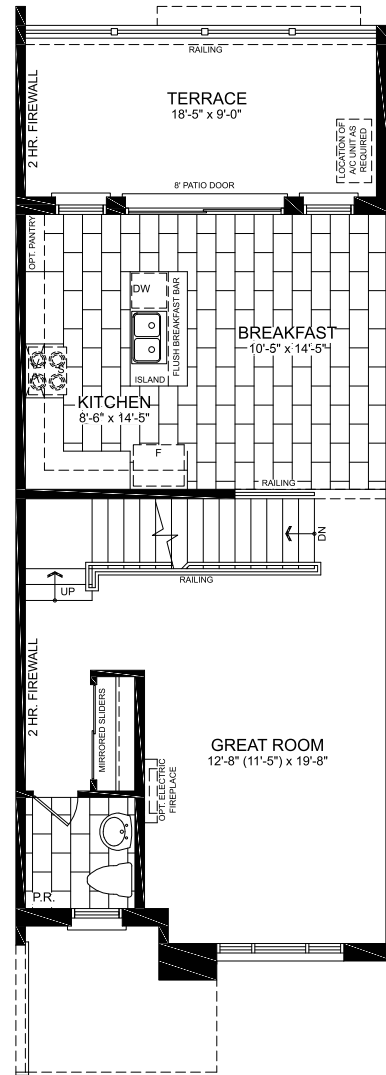 RAILING
2 HR. FIREWALL
TERRACE
18'-5" x 9'-0"
LOCATION OF
A/C UNIT AS
REQUIRED
8' PATIO DOOR
OPT. PANTRY
DW
FLUSH BREAKFAST BAR
BREAKFAST
10'-5" x 14'-5"
ISLAND
KITCHEN
8'-6" x 14'-5"
F
RAILING
DN
RAILING
UP
2 HR. FIREWALL
MIRRORED SLIDERS
GREAT ROOM
12'-8" (11'-5") x 19'-8"
OPT. ELECTRIC
FIREPLACE
P.R.